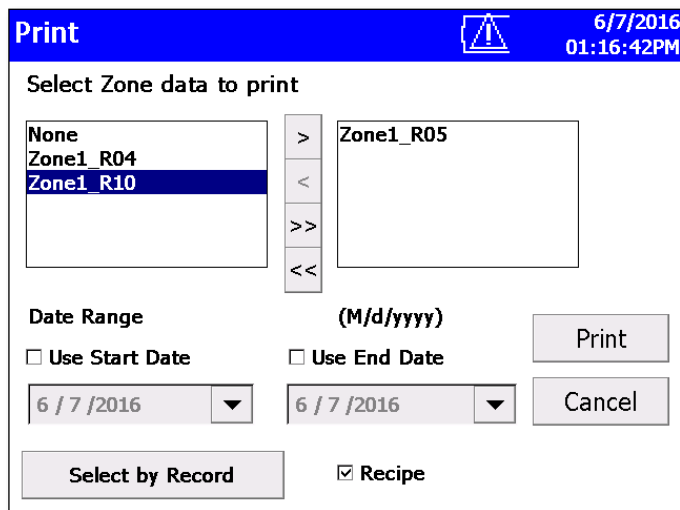 Print
6/7/2016
01:16:42PM
Select Zone data to print
None
Zone1_R04
Zone1_R10
>
<
>>
<<
Zone1_R05
Date Range
(M/d/yyyy)
Use Start Date
Use End Date
6 / 7 /2016
6 / 7 /2016
Print
Cancel
Select by Record
Recipe